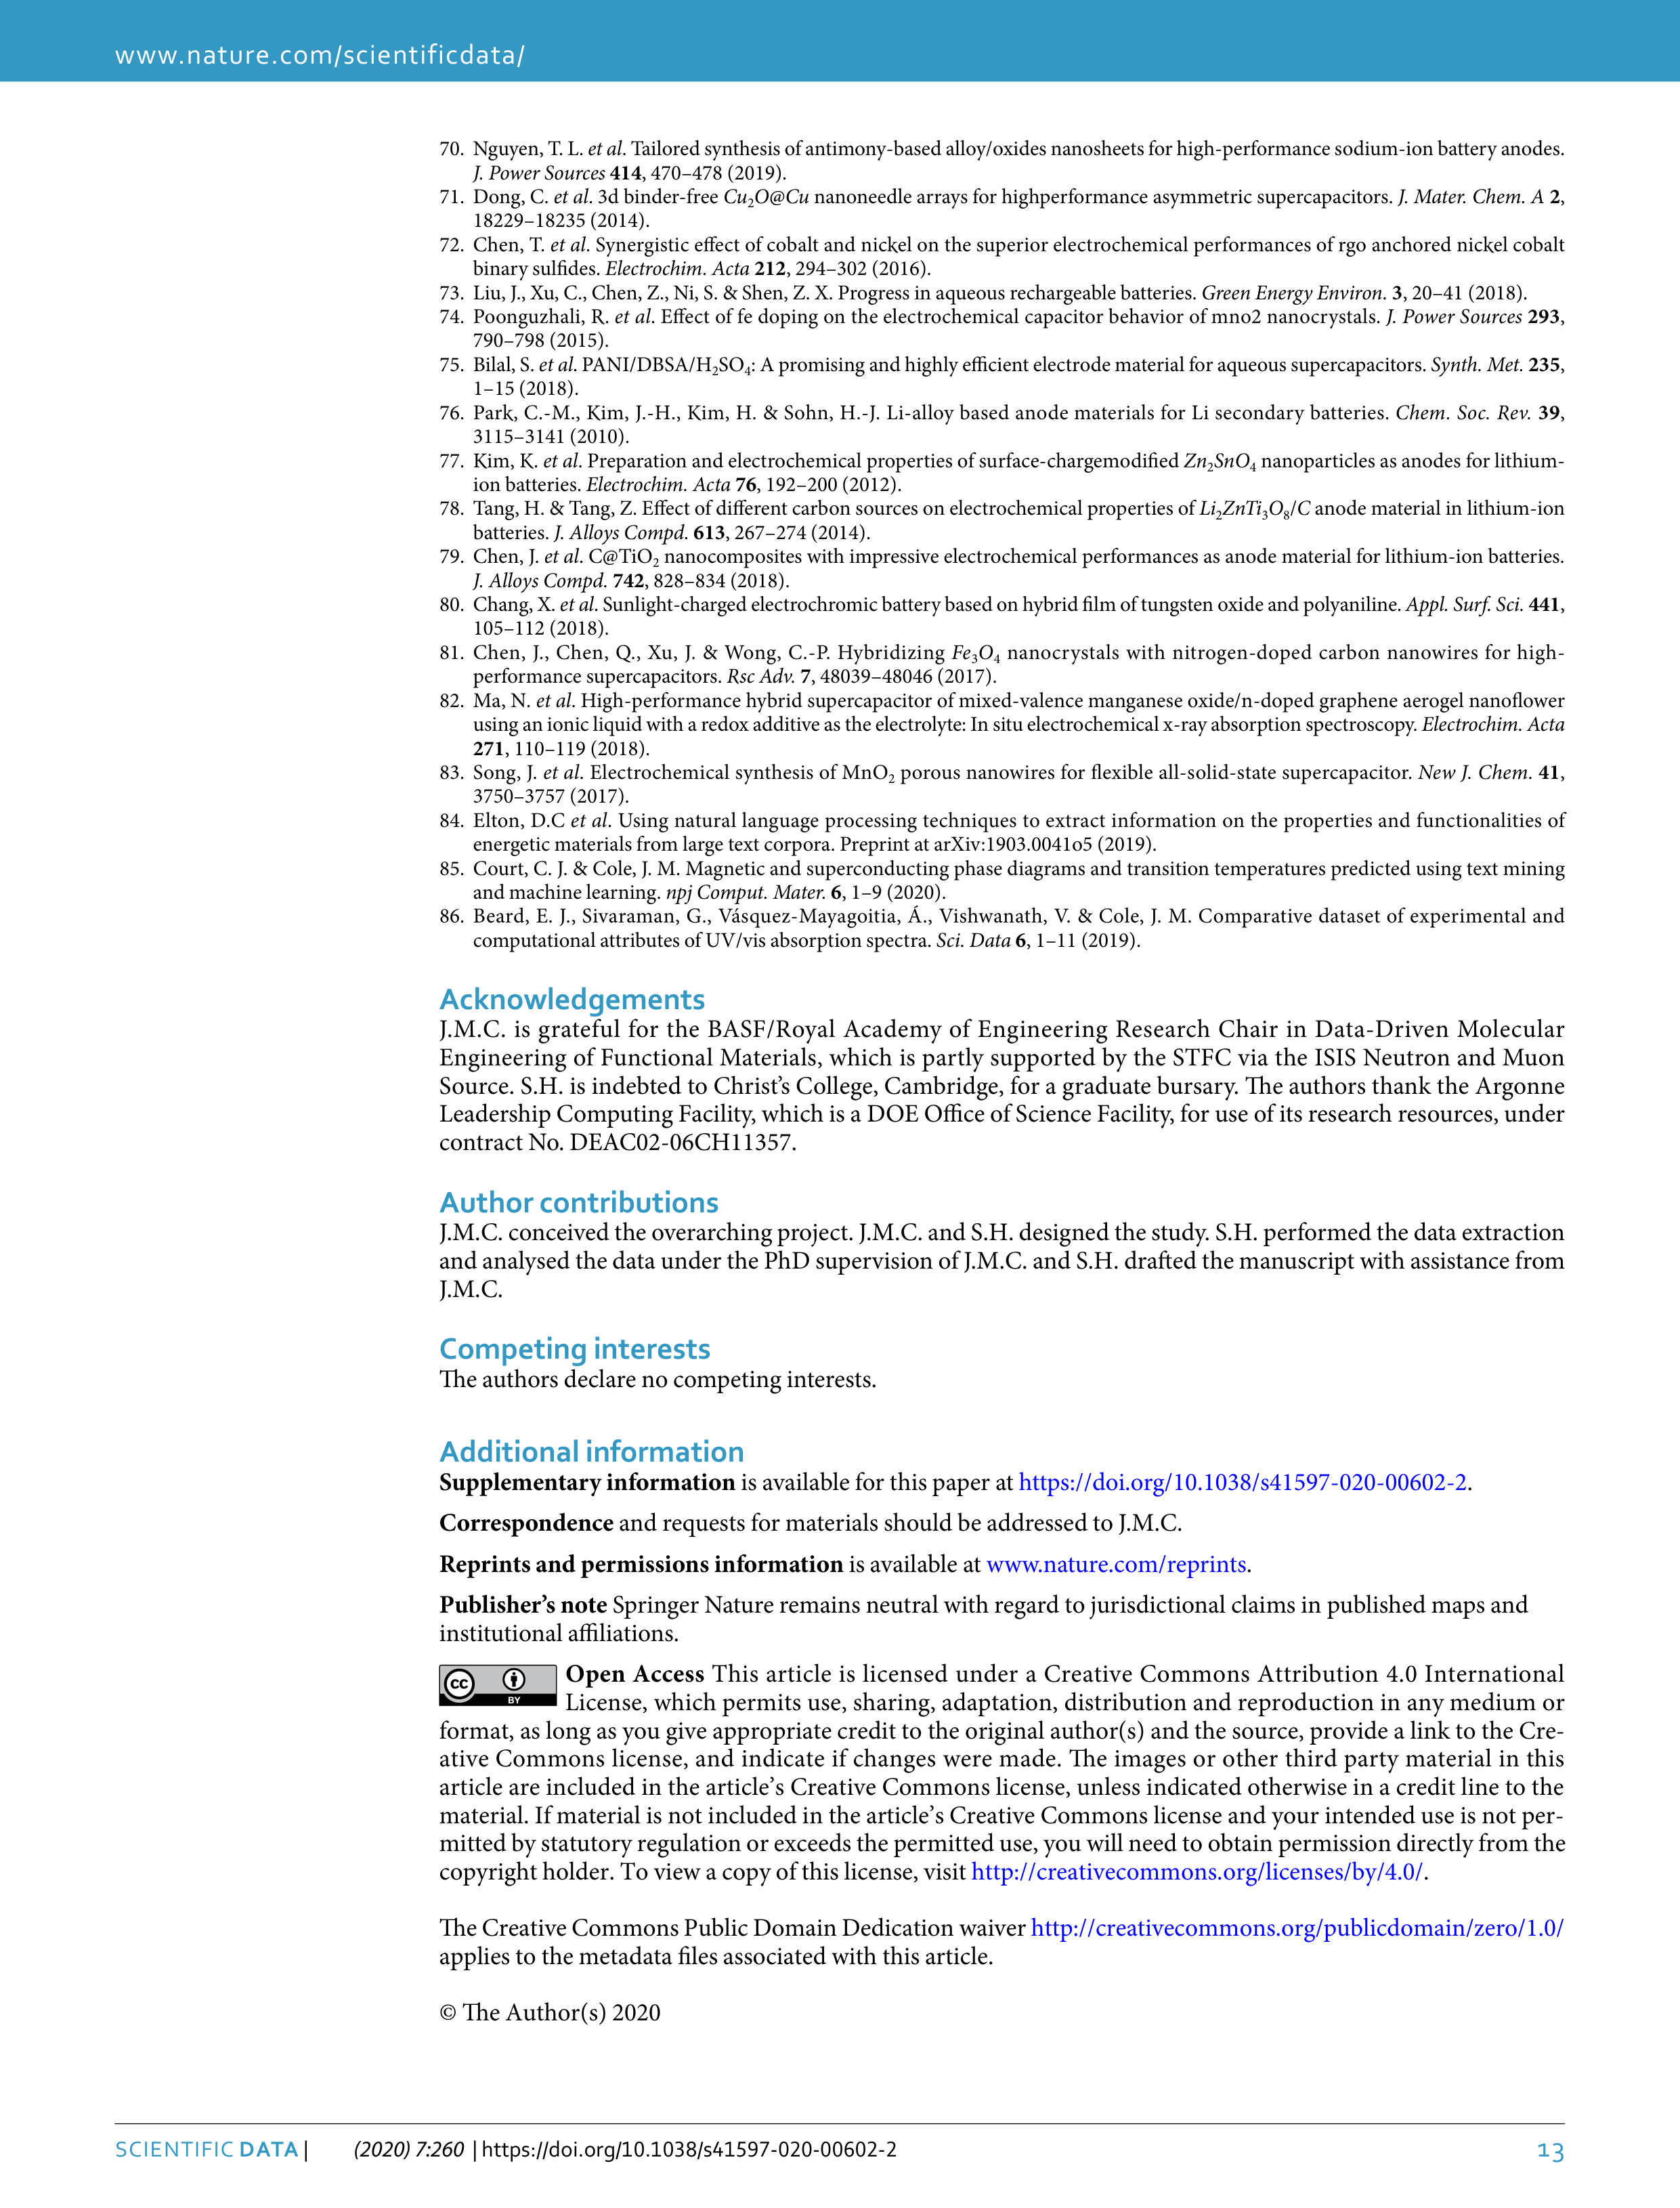 www.nature.com/scientificdata/
70. Nguyen, T. L. et al. Tailored synthesis of antimony-based alloy/oxides nanosheets for high-performance sodium-ion battery anodes.
J. Power Sources 414, 470–478 (2019).
71. Dong, C. et al. 3d binder-free Cu₂O@Cu nanoneedle arrays for highperformance asymmetric supercapacitors. J. Mater. Chem. A 2,
18229–18235 (2014).
72. Chen, T. et al. Synergistic effect of cobalt and nickel on the superior electrochemical performances of rgo anchored nickel cobalt
binary sulfides. Electrochim. Acta 212, 294–302 (2016).
73. Liu, J., Xu, C., Chen, Z., Ni, S. & Shen, Z. X. Progress in aqueous rechargeable batteries. Green Energy Environ. 3, 20–41 (2018).
74. Poonguzhali, R. et al. Effect of fe doping on the electrochemical capacitor behavior of mno2 nanocrystals. J. Power Sources 293,
790–798 (2015).
75. Bilal, S. et al. PANI/DBSA/H₂SO₄: A promising and highly efficient electrode material for aqueous supercapacitors. Synth. Met. 235,
1–15 (2018).
76. Park, C.-M., Kim, J.-H., Kim, H. & Sohn, H.-J. Li-alloy based anode materials for Li secondary batteries. Chem. Soc. Rev. 39,
3115–3141 (2010).
77. Kim, K. et al. Preparation and electrochemical properties of surface-chargemodified Zn₂SnO₄ nanoparticles as anodes for lithium-
ion batteries. Electrochim. Acta 76, 192–200 (2012).
78. Tang, H. & Tang, Z. Effect of different carbon sources on electrochemical properties of Li₂ZnTi₃O₈/C anode material in lithium-ion
batteries. J. Alloys Compd. 613, 267–274 (2014).
79. Chen, J. et al. C@TiO₂ nanocomposites with impressive electrochemical performances as anode material for lithium-ion batteries.
J. Alloys Compd. 742, 828–834 (2018).
80. Chang, X. et al. Sunlight-charged electrochromic battery based on hybrid film of tungsten oxide and polyaniline. Appl. Surf. Sci. 441,
105–112 (2018).
81. Chen, J., Chen, Q., Xu, J. & Wong, C.-P. Hybridizing Fe₃O₄ nanocrystals with nitrogen-doped carbon nanowires for high-
performance supercapacitors. Rsc Adv. 7, 48039–48046 (2017).
82. Ma, N. et al. High-performance hybrid supercapacitor of mixed-valence manganese oxide/n-doped graphene aerogel nanoflower
using an ionic liquid with a redox additive as the electrolyte: In situ electrochemical x-ray absorption spectroscopy. Electrochim. Acta
271, 110–119 (2018).
83. Song, J. et al. Electrochemical synthesis of MnO₂ porous nanowires for flexible all-solid-state supercapacitor. New J. Chem. 41,
3750–3757 (2017).
84. Elton, D.C et al. Using natural language processing techniques to extract information on the properties and functionalities of
energetic materials from large text corpora. Preprint at arXiv:1903.0041o5 (2019).
85. Court, C. J. & Cole, J. M. Magnetic and superconducting phase diagrams and transition temperatures predicted using text mining
and machine learning. npj Comput. Mater. 6, 1–9 (2020).
86. Beard, E. J., Sivaraman, G., Vásquez-Mayagoitia, Á., Vishwanath, V. & Cole, J. M. Comparative dataset of experimental and
computational attributes of UV/vis absorption spectra. Sci. Data 6, 1–11 (2019).
Acknowledgements
J.M.C. is grateful for the BASF/Royal Academy of Engineering Research Chair in Data-Driven Molecular
Engineering of Functional Materials, which is partly supported by the STFC via the ISIS Neutron and Muon
Source. S.H. is indebted to Christ's College, Cambridge, for a graduate bursary. The authors thank the Argonne
Leadership Computing Facility, which is a DOE Office of Science Facility, for use of its research resources, under
contract No. DEAC02-06CH11357.
Author contributions
J.M.C. conceived the overarching project. J.M.C. and S.H. designed the study. S.H. performed the data extraction
and analysed the data under the PhD supervision of J.M.C. and S.H. drafted the manuscript with assistance from
J.M.C.
Competing interests
The authors declare no competing interests.
Additional information
Supplementary information is available for this paper at https://doi.org/10.1038/s41597-020-00602-2.
Correspondence and requests for materials should be addressed to J.M.C.
Reprints and permissions information is available at www.nature.com/reprints.
Publisher's note Springer Nature remains neutral with regard to jurisdictional claims in published maps and
institutional affiliations.
cc BY Open Access This article is licensed under a Creative Commons Attribution 4.0 International
License, which permits use, sharing, adaptation, distribution and reproduction in any medium or
format, as long as you give appropriate credit to the original author(s) and the source, provide a link to the Cre-
ative Commons license, and indicate if changes were made. The images or other third party material in this
article are included in the article's Creative Commons license, unless indicated otherwise in a credit line to the
material. If material is not included in the article's Creative Commons license and your intended use is not per-
mitted by statutory regulation or exceeds the permitted use, you will need to obtain permission directly from the
copyright holder. To view a copy of this license, visit http://creativecommons.org/licenses/by/4.0/.
The Creative Commons Public Domain Dedication waiver http://creativecommons.org/publicdomain/zero/1.0/
applies to the metadata files associated with this article.
© The Author(s) 2020
SCIENTIFIC DATA | (2020) 7:260 | https://doi.org/10.1038/s41597-020-00602-2 13